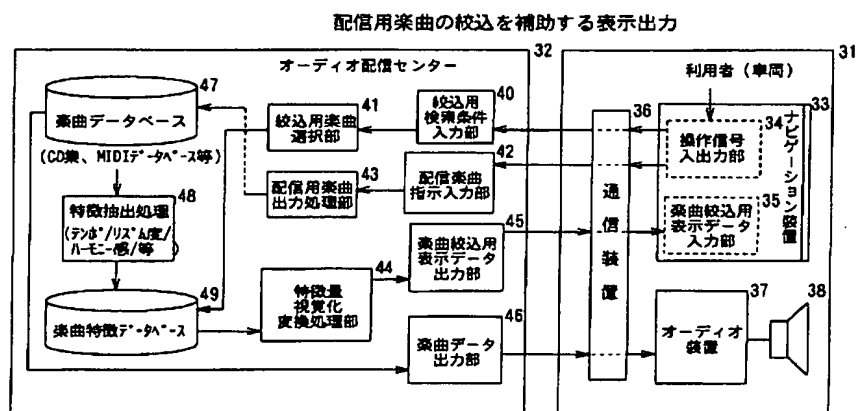 配信用楽曲の絞込を補助する表示出力
32
31
オーディオ配信センター
利用者(車両)
47
楽曲データベース
(CD集、MIDIデータベース等)
41
絞込用楽曲
選択部
40
絞込用
検索条件
入力部
36
通信装置
33
ナビゲーション装置
34
操作信号
入出力部
42
配信楽曲
指示入力部
43
配信用楽曲
出力処理部
48
特徴抽出処理
(テンポ/リズム度/
ハーモニー感/等)
45
楽曲絞込用
表示データ
出力部
35
楽曲絞込用
表示データ
入力部
44
特徴量
視覚化
変換処理部
49
楽曲特徴データベース
46
楽曲データ
出力部
37
オーディオ
装置
38